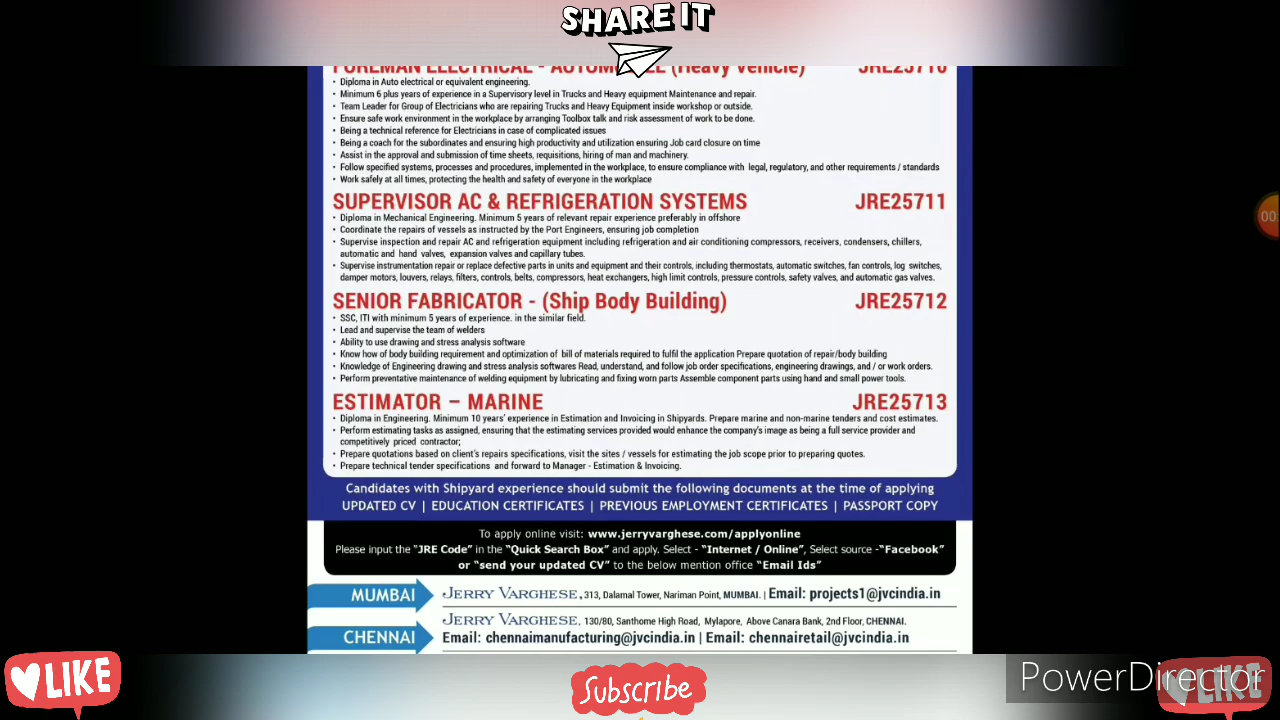 SHARE IT
FOREMAN ELECTRICAL - AUTOMOBILE (Heavy Vehicle) JRE25710
• Diploma in Auto electrical or equivalent engineering.
• Minimum 6 plus years of experience in a Supervisory level in Trucks and Heavy equipment Maintenance and repair.
• Team Leader for Group of Electricians who are repairing Trucks and Heavy Equipment inside workshop or outside.
• Ensure safe work environment in the workplace by arranging Toolbox talk and risk assessment of work to be done.
• Being a technical reference for Electricians in case of complicated issues
• Being a coach for the subordinates and ensuring high productivity and utilization ensuring Job card closure on time
• Assist in the approval and submission of time sheets, requisitions, hiring of man and machinery.
• Follow specified systems, processes and procedures, implemented in the workplace, to ensure compliance with legal, regulatory, and other requirements / standards
• Work safely at all times, protecting the health and safety of everyone in the workplace
SUPERVISOR AC & REFRIGERATION SYSTEMS JRE25711
• Diploma in Mechanical Engineering. Minimum 5 years of relevant repair experience preferably in offshore
• Coordinate the repairs of vessels as instructed by the Port Engineers, ensuring job completion
• Supervise inspection and repair AC and refrigeration equipment including refrigeration and air conditioning compressors, receivers, condensers, chillers,
automatic and hand valves, expansion valves and capillary tubes.
• Supervise instrumentation repair or replace defective parts in units and equipment and their controls, including thermostats, automatic switches, fan controls, log switches,
damper motors, louvers, relays, filters, controls, belts, compressors, heat exchangers, high limit controls, pressure controls, safety valves, and automatic gas valves.
SENIOR FABRICATOR - (Ship Body Building) JRE25712
• SSC, ITI with minimum 5 years of experience. in the similar field.
• Lead and supervise the team of welders
• Ability to use drawing and stress analysis software
• Know how of body building requirement and optimization of bill of materials required to fulfil the application Prepare quotation of repair/body building
• Knowledge of Engineering drawing and stress analysis softwares Read, understand, and follow job order specifications, engineering drawings, and / or work orders.
• Perform preventative maintenance of welding equipment by lubricating and fixing worn parts Assemble component parts using hand and small power tools.
ESTIMATOR – MARINE JRE25713
• Diploma in Engineering. Minimum 10 years' experience in Estimation and Invoicing in Shipyards. Prepare marine and non-marine tenders and cost estimates.
• Perform estimating tasks as assigned, ensuring that the estimating services provided would enhance the company's image as being a full service provider and
competitively priced contractor;
• Prepare quotations based on client's repairs specifications, visit the sites / vessels for estimating the job scope prior to preparing quotes.
• Prepare technical tender specifications and forward to Manager - Estimation & Invoicing.
Candidates with Shipyard experience should submit the following documents at the time of applying
UPDATED CV | EDUCATION CERTIFICATES | PREVIOUS EMPLOYMENT CERTIFICATES | PASSPORT COPY
To apply online visit: www.jerryvarghese.com/applyonline
Please input the "JRE Code" in the "Quick Search Box" and apply. Select - "Internet / Online", Select source -"Facebook"
or "send your updated CV" to the below mention office "Email Ids"
MUMBAI JERRY VARGHESE, 313, Dalamal Tower, Nariman Point, MUMBAI. | Email: projects1@jvcindia.in
JERRY VARGHESE, 130/80, Santhome High Road, Mylapore, Above Canara Bank, 2nd Floor, CHENNAI.
CHENNAI Email: chennaimanufacturing@jvcindia.in | Email: chennairetail@jvcindia.in
LIKE
Subscribe
PowerDirector
LIKE
00